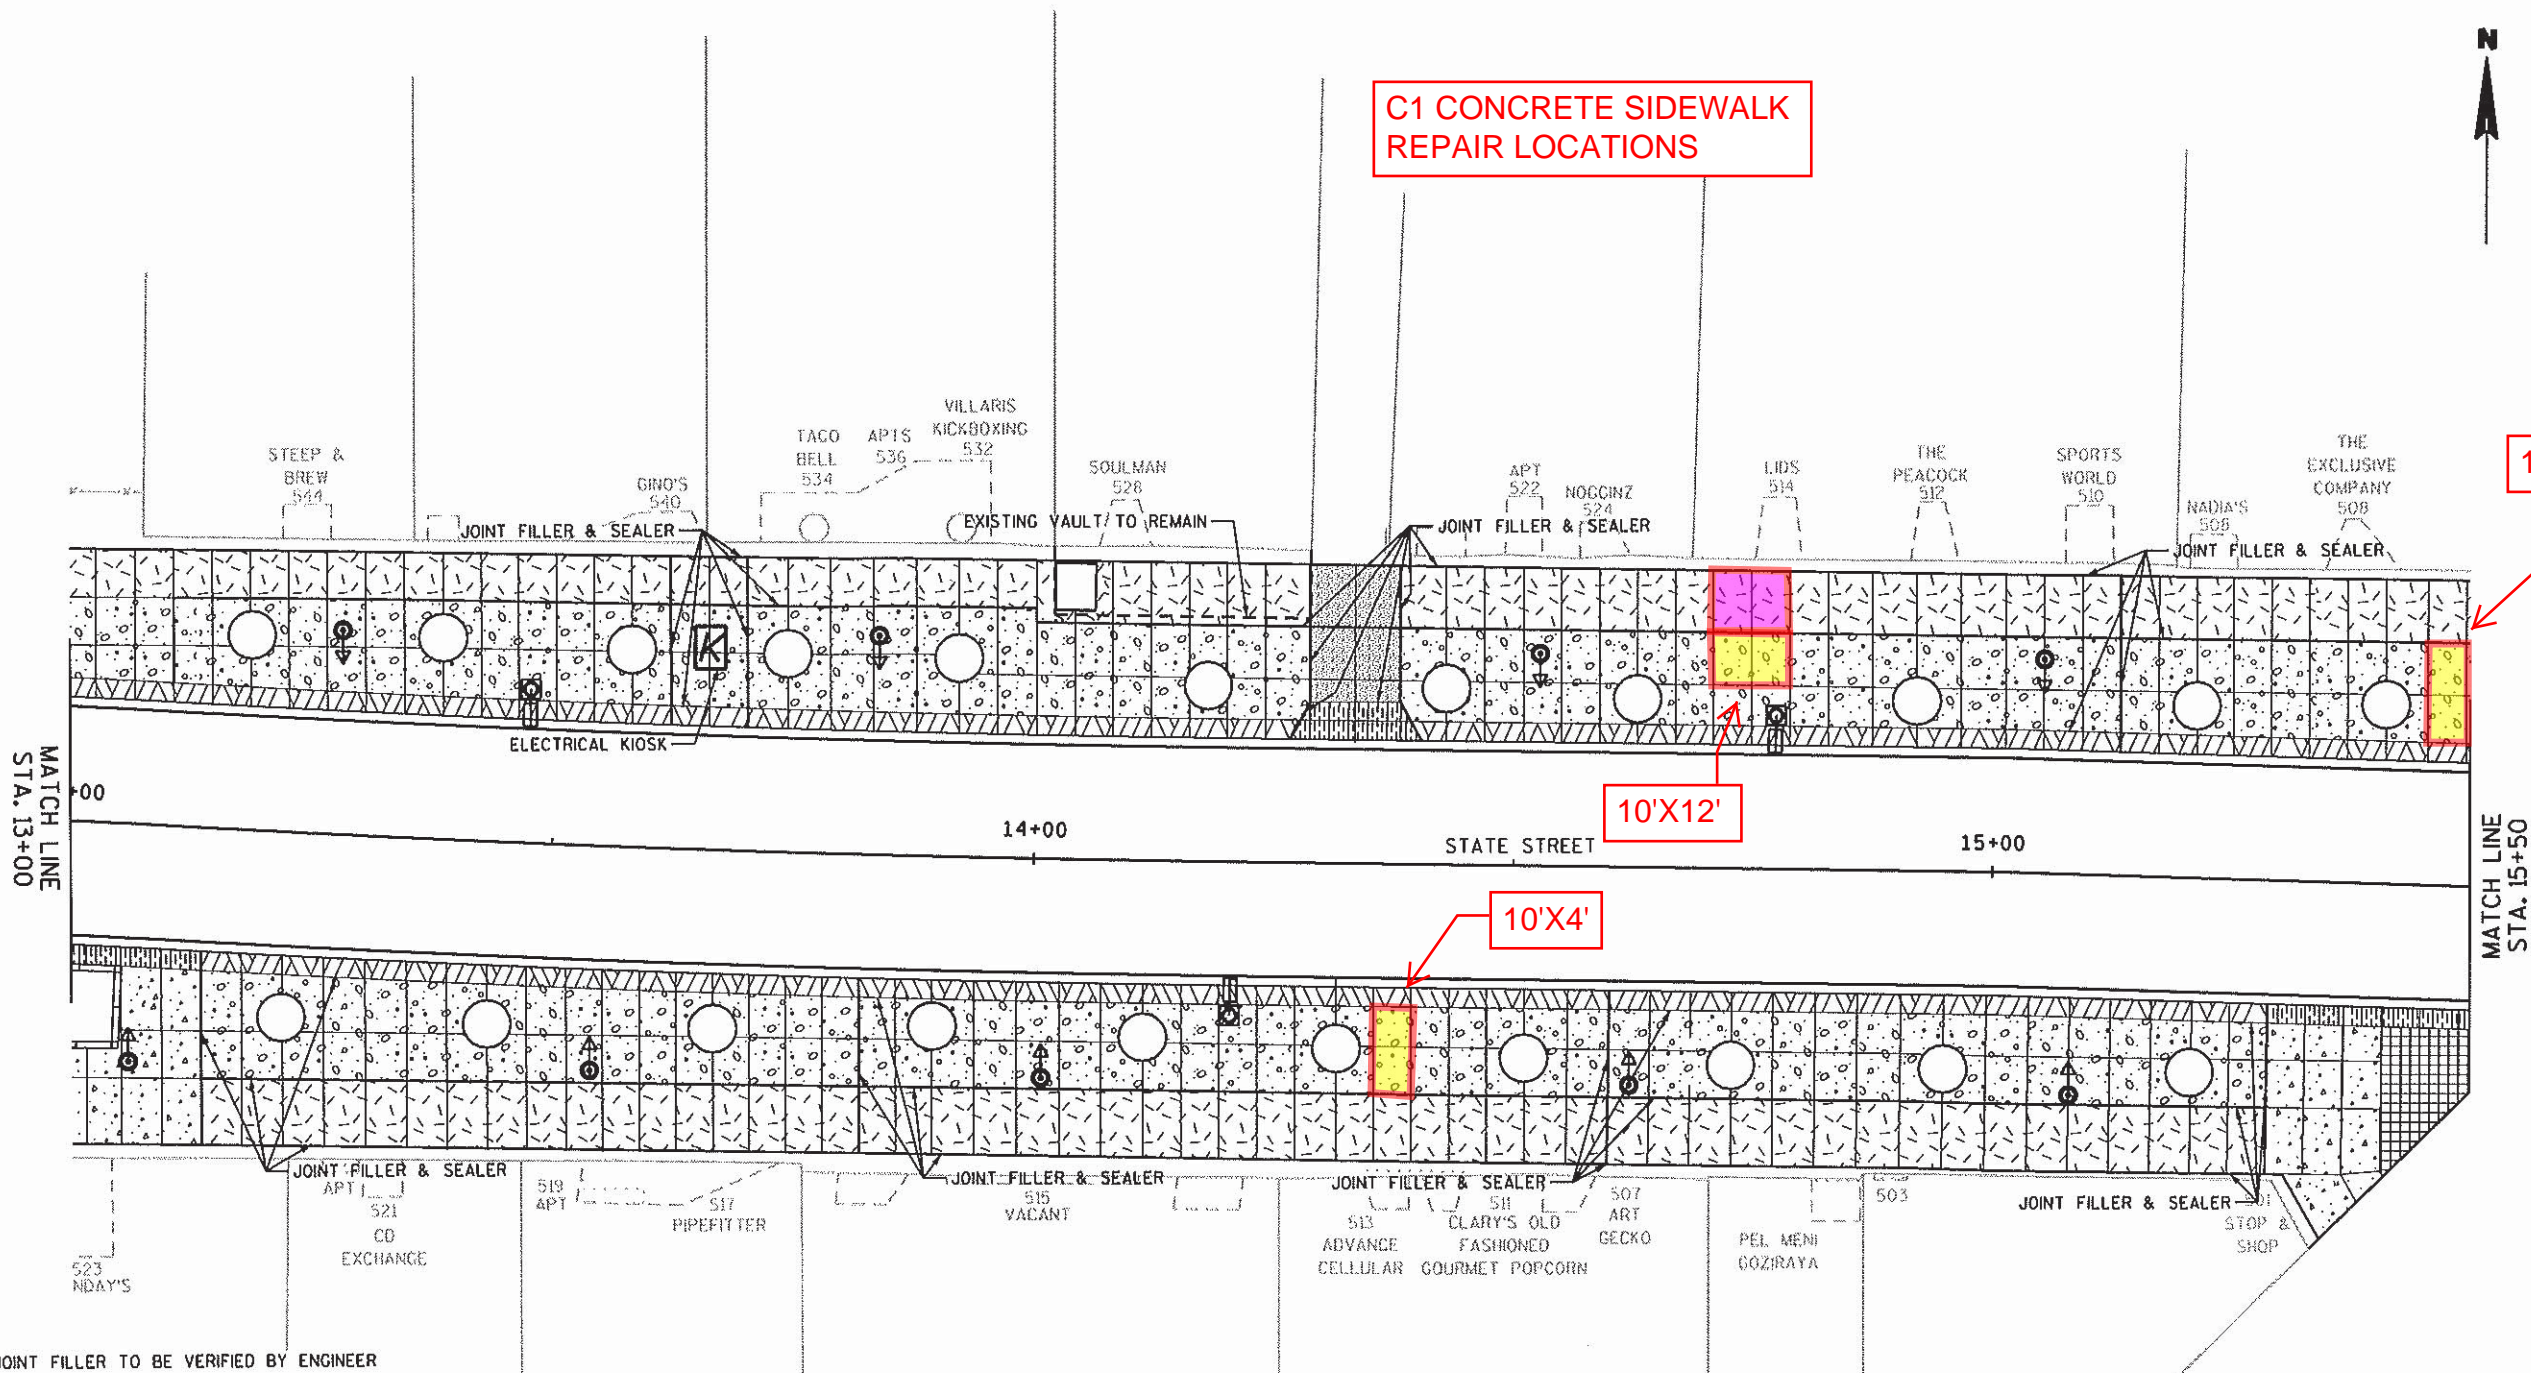 N
C1 CONCRETE SIDEWALK
REPAIR LOCATIONS
STEEP &
BREW
544
GINO'S
540
TACO
BELL
534
APTS
536
VILLARIS
KICKBOXING
532
SOULMAN
528
APT
522
NOGGINZ
524
LIDS
514
THE
PEACOCK
512
SPORTS
WORLD
510
NADIA'S
508
THE
EXCLUSIVE
COMPANY
508
1
JOINT FILLER & SEALER
EXISTING VAULT TO REMAIN
JOINT FILLER & SEALER
JOINT FILLER & SEALER
K
ELECTRICAL KIOSK
10'X12'
MATCH LINE
STA. 13+00
+00
14+00
STATE STREET
15+00
MATCH LINE
STA. 15+50
10'X4'
JOINT FILLER & SEALER
JOINT FILLER & SEALER
JOINT FILLER & SEALER
JOINT FILLER & SEALER
523
NDAY'S
APT
521
CD
EXCHANGE
519
APT
517
PIPEFITTER
515
VACANT
513
ADVANCE
CELLULAR
511
CLARY'S OLD
FASHIONED
GOURMET POPCORN
507
ART
GECKO
PEL MENI
GOZIRAYA
503
501
STOP &
SHOP
JOINT FILLER TO BE VERIFIED BY ENGINEER